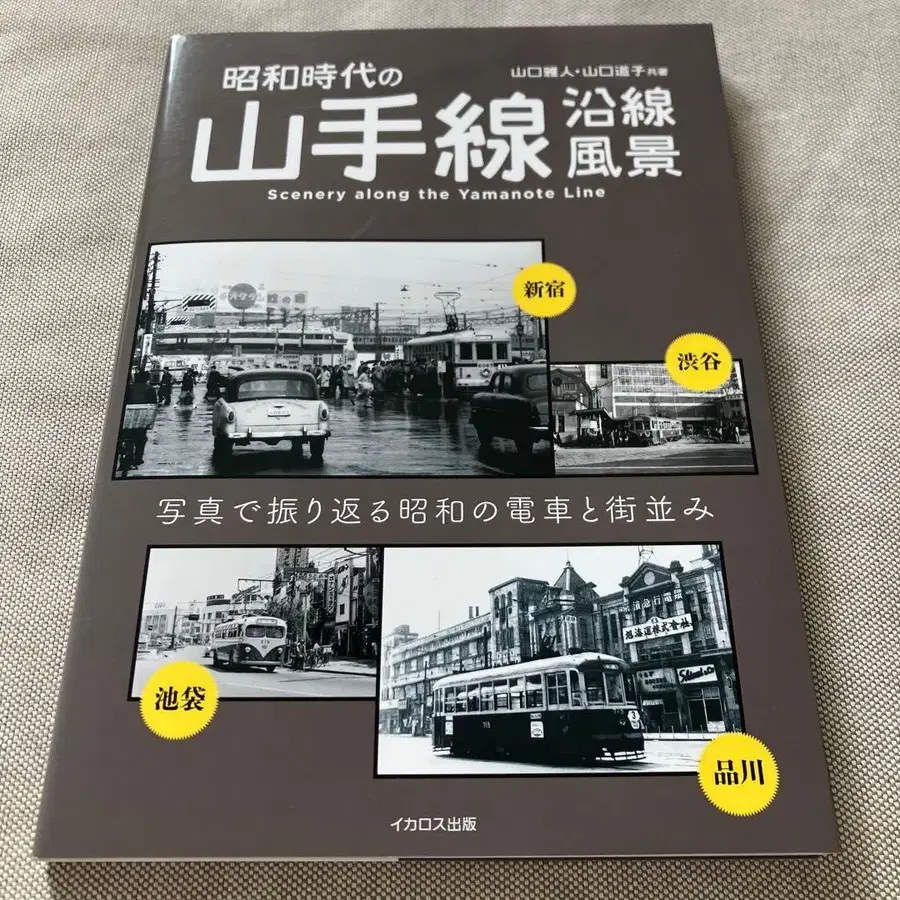 昭和時代の
山口雅人・山口道子 共著
山手線 沿線風景
Scenery along the Yamanote Line
新宿
渋谷
写真で振り返る昭和の電車と街並み
池袋
品川
715
3
イカロス出版